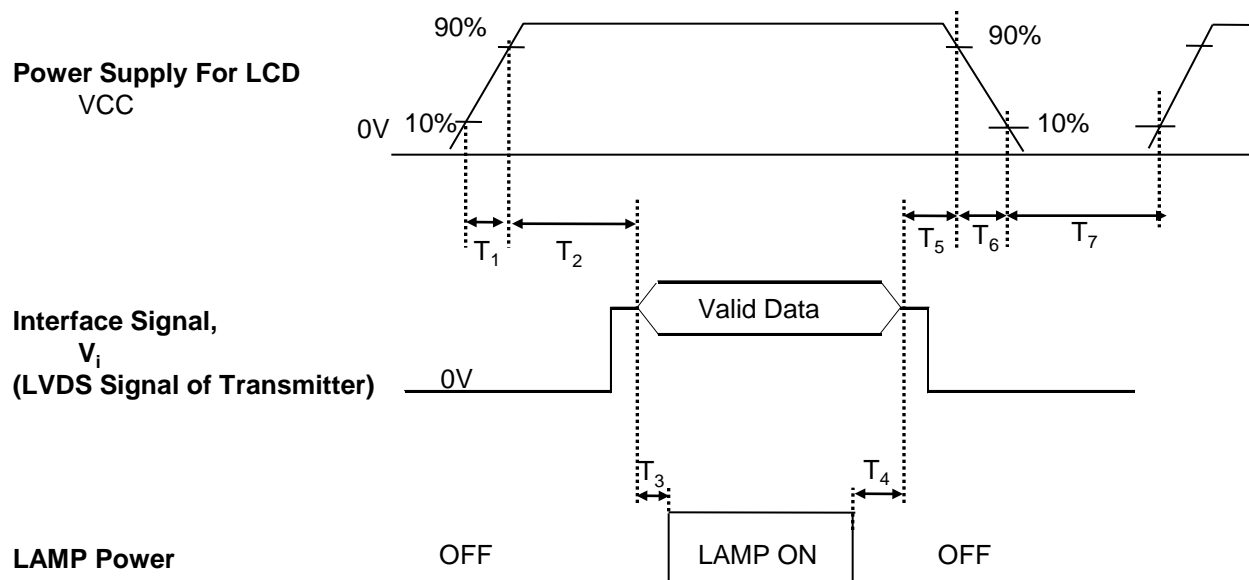 90%
90%
Power Supply For LCD
VCC
0V
10%
10%
T1
T2
T5
T6
T7
Interface Signal,
Vi
(LVDS Signal of Transmitter)
Valid Data
0V
T3
T4
LAMP Power
OFF
LAMP ON
OFF